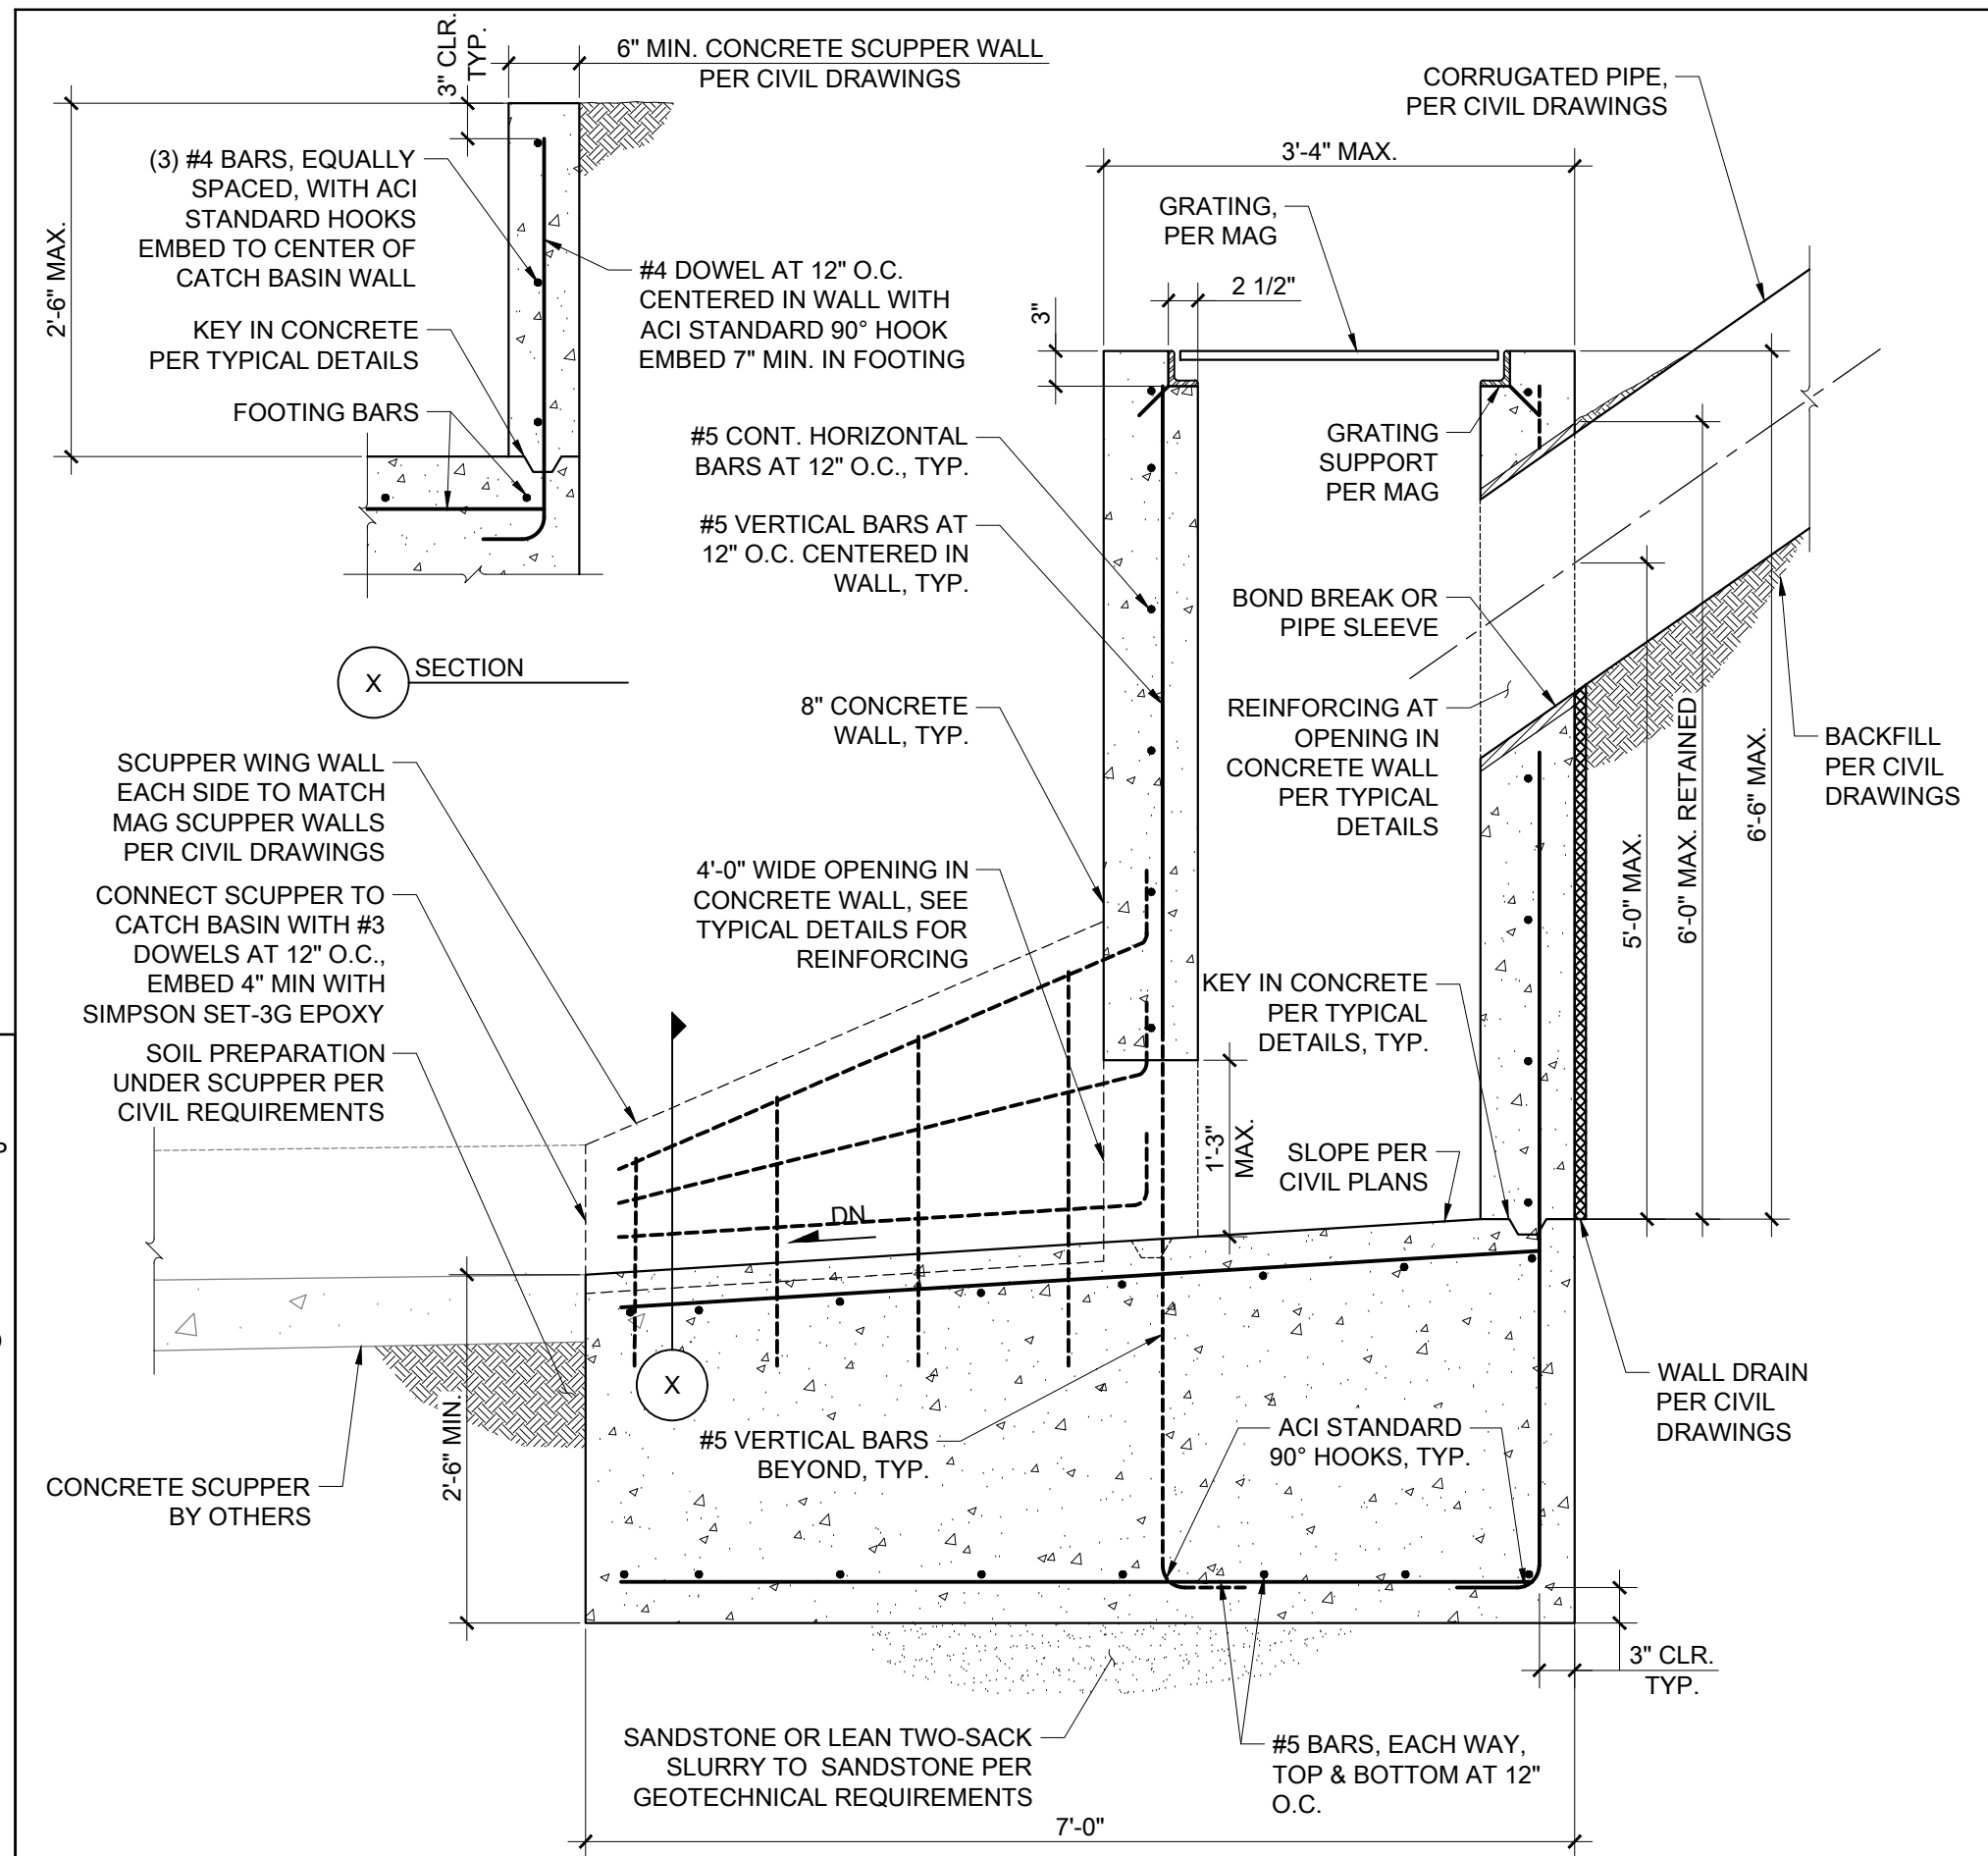 3" CLR.
TYP.
6" MIN. CONCRETE SCUPPER WALL
PER CIVIL DRAWINGS
2'-6" MAX.
(3) #4 BARS, EQUALLY
SPACED, WITH ACI
STANDARD HOOKS
EMBED TO CENTER OF
CATCH BASIN WALL
KEY IN CONCRETE
PER TYPICAL DETAILS
FOOTING BARS
#4 DOWEL AT 12" O.C.
CENTERED IN WALL WITH
ACI STANDARD 90° HOOK
EMBED 7" MIN. IN FOOTING
X
SECTION
CORRUGATED PIPE,
PER CIVIL DRAWINGS
3'-4" MAX.
GRATING,
PER MAG
2 1/2"
3"
#5 CONT. HORIZONTAL
BARS AT 12" O.C., TYP.
GRATING
SUPPORT
PER MAG
#5 VERTICAL BARS AT
12" O.C. CENTERED IN
WALL, TYP.
BOND BREAK OR
PIPE SLEEVE
8" CONCRETE
WALL, TYP.
REINFORCING AT
OPENING IN
CONCRETE WALL
PER TYPICAL
DETAILS
5'-0" MAX.
6'-0" MAX. RETAINED
6'-6" MAX.
BACKFILL
PER CIVIL
DRAWINGS
SCUPPER WING WALL
EACH SIDE TO MATCH
MAG SCUPPER WALLS
PER CIVIL DRAWINGS
4'-0" WIDE OPENING IN
CONCRETE WALL, SEE
TYPICAL DETAILS FOR
REINFORCING
CONNECT SCUPPER TO
CATCH BASIN WITH #3
DOWELS AT 12" O.C.,
EMBED 4" MIN WITH
SIMPSON SET-3G EPOXY
KEY IN CONCRETE
PER TYPICAL
DETAILS, TYP.
SOIL PREPARATION
UNDER SCUPPER PER
CIVIL REQUIREMENTS
1'-3"
MAX.
SLOPE PER
CIVIL PLANS
DN
X
2'-6" MIN.
#5 VERTICAL BARS
BEYOND, TYP.
ACI STANDARD
90° HOOKS, TYP.
WALL DRAIN
PER CIVIL
DRAWINGS
CONCRETE SCUPPER
BY OTHERS
3" CLR.
TYP.
SANDSTONE OR LEAN TWO-SACK
SLURRY TO SANDSTONE PER
GEOTECHNICAL REQUIREMENTS
#5 BARS, EACH WAY,
TOP & BOTTOM AT 12"
O.C.
7'-0"